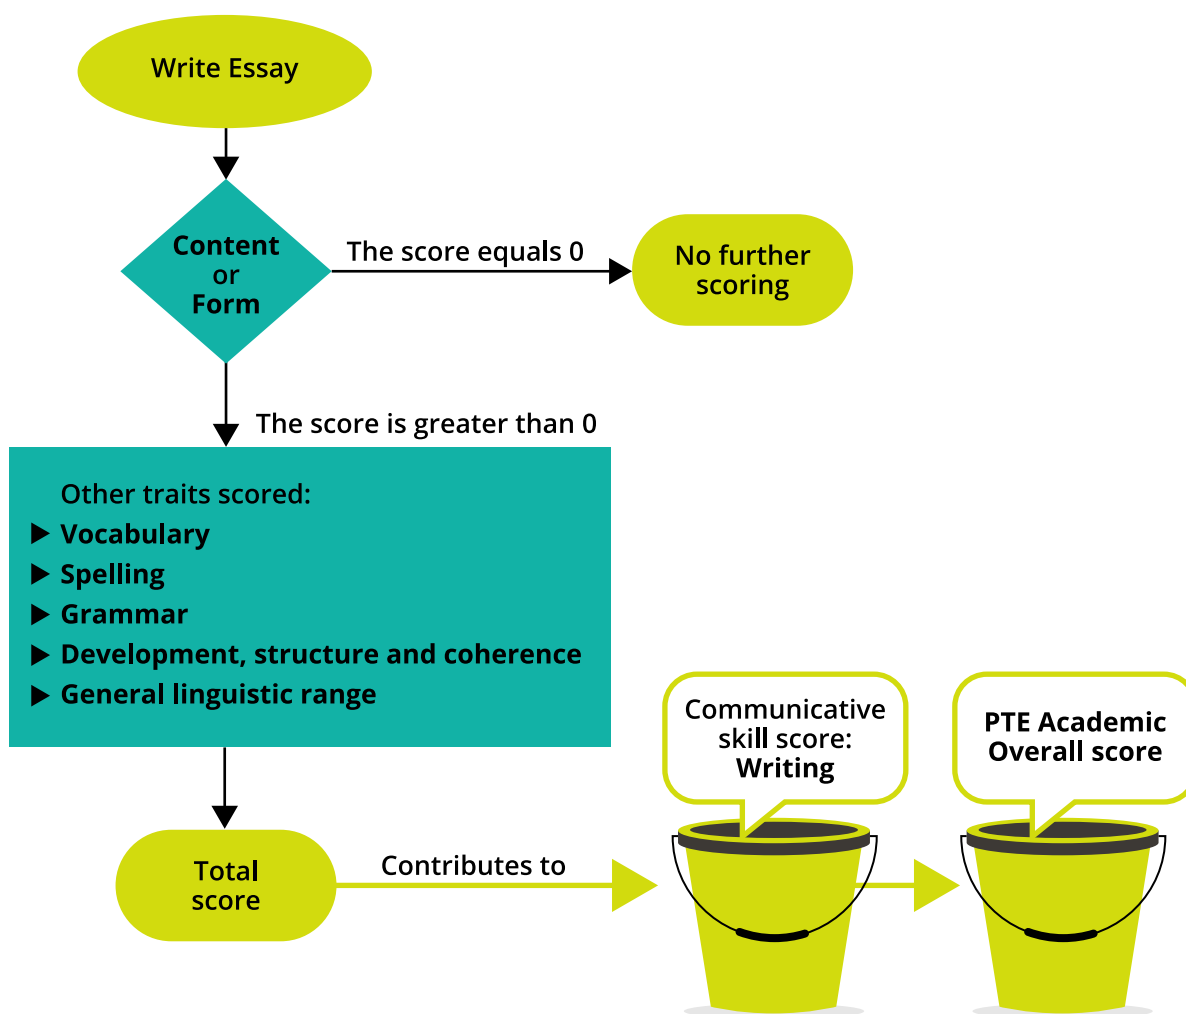 Write Essay
Content
or
Form
The score equals 0
No further
scoring
The score is greater than 0
Other traits scored:
Vocabulary
Spelling
Grammar
Development, structure and coherence
General linguistic range
Total
score
Contributes to
Communicative
skill score:
Writing
PTE Academic
Overall score